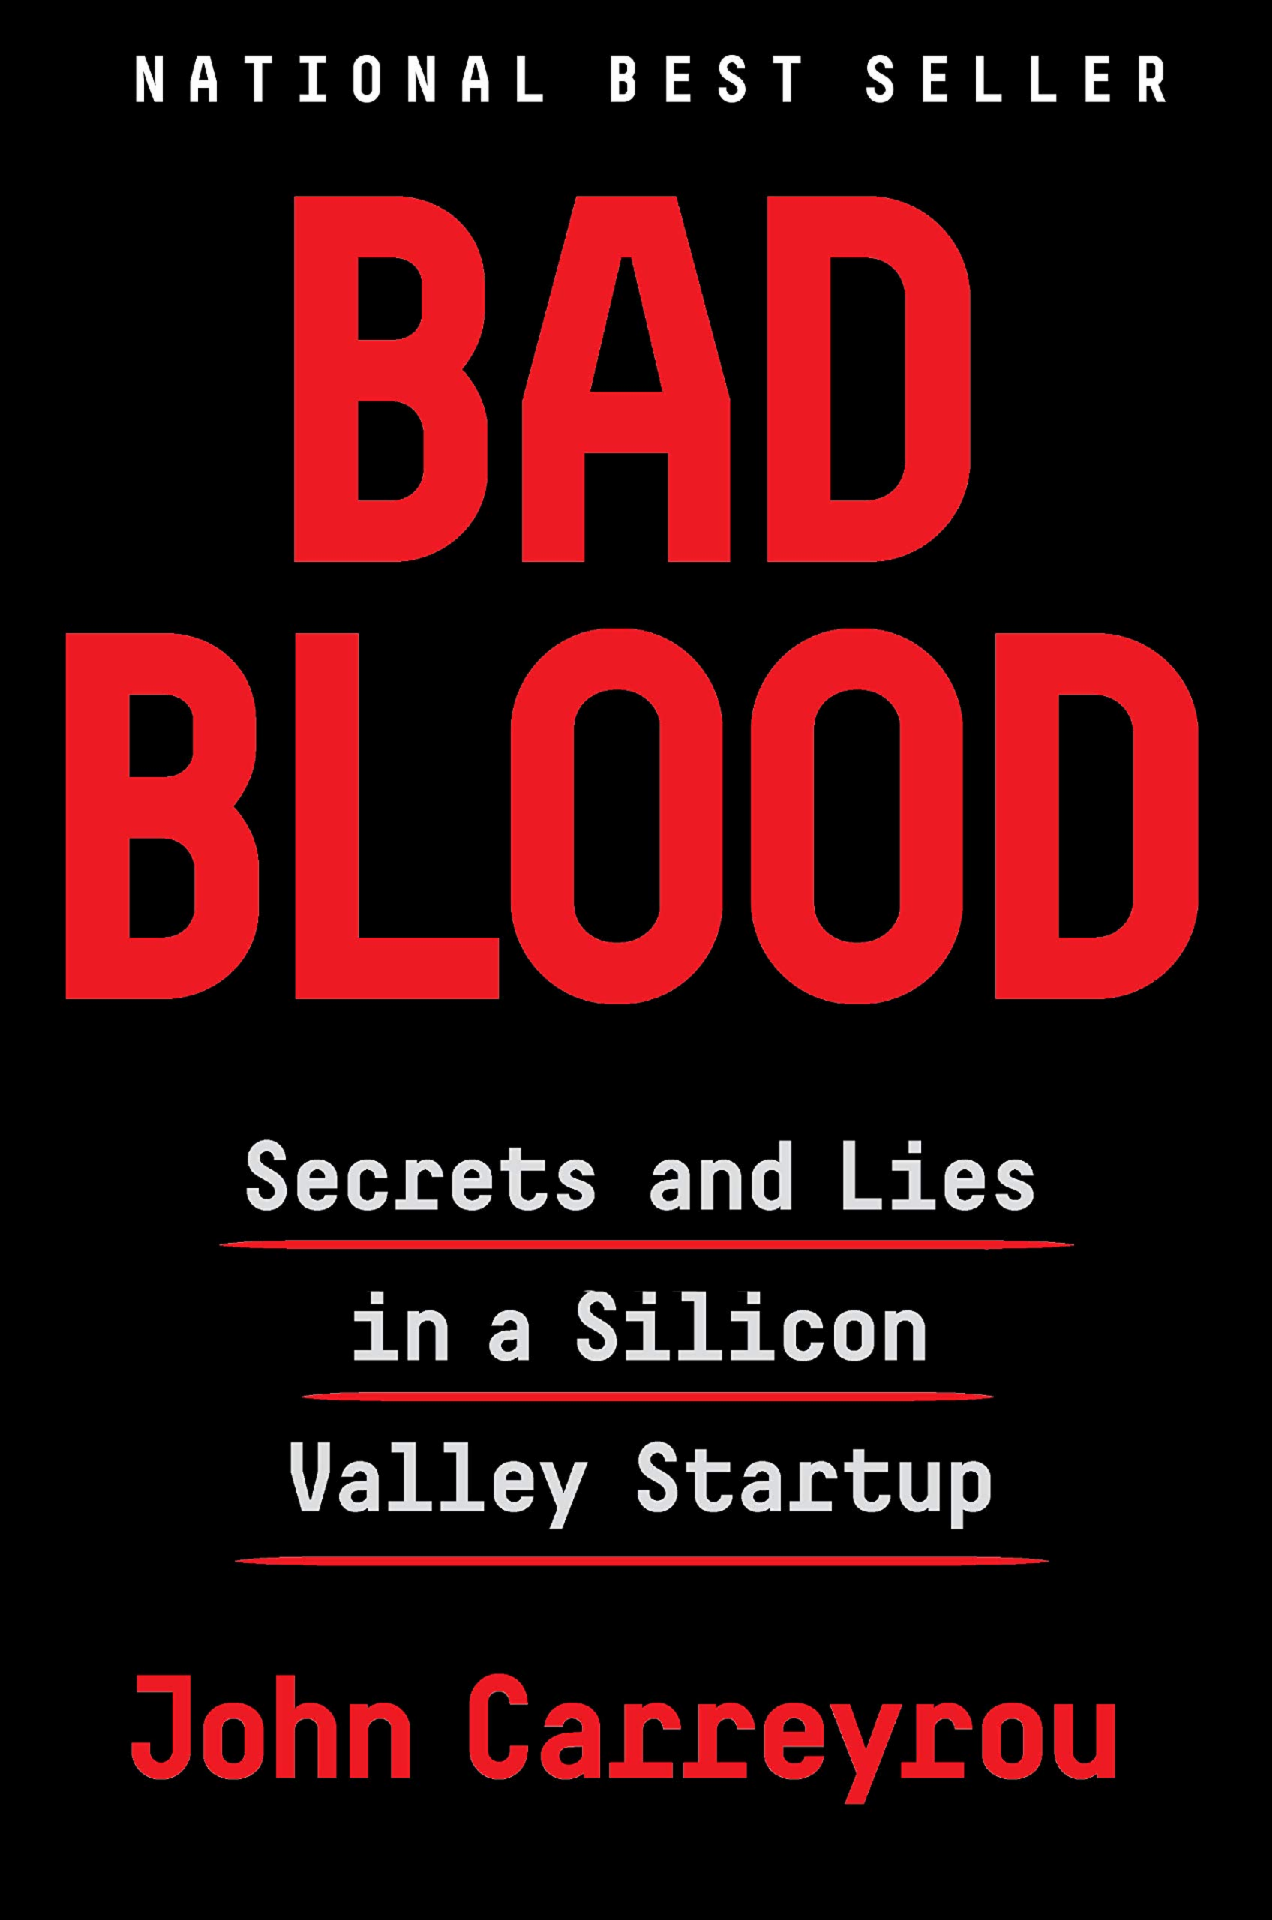 NATIONAL BEST SELLER
BAD
BLOOD
Secrets and Lies
in a Silicon
Valley Startup
John Carreyrou